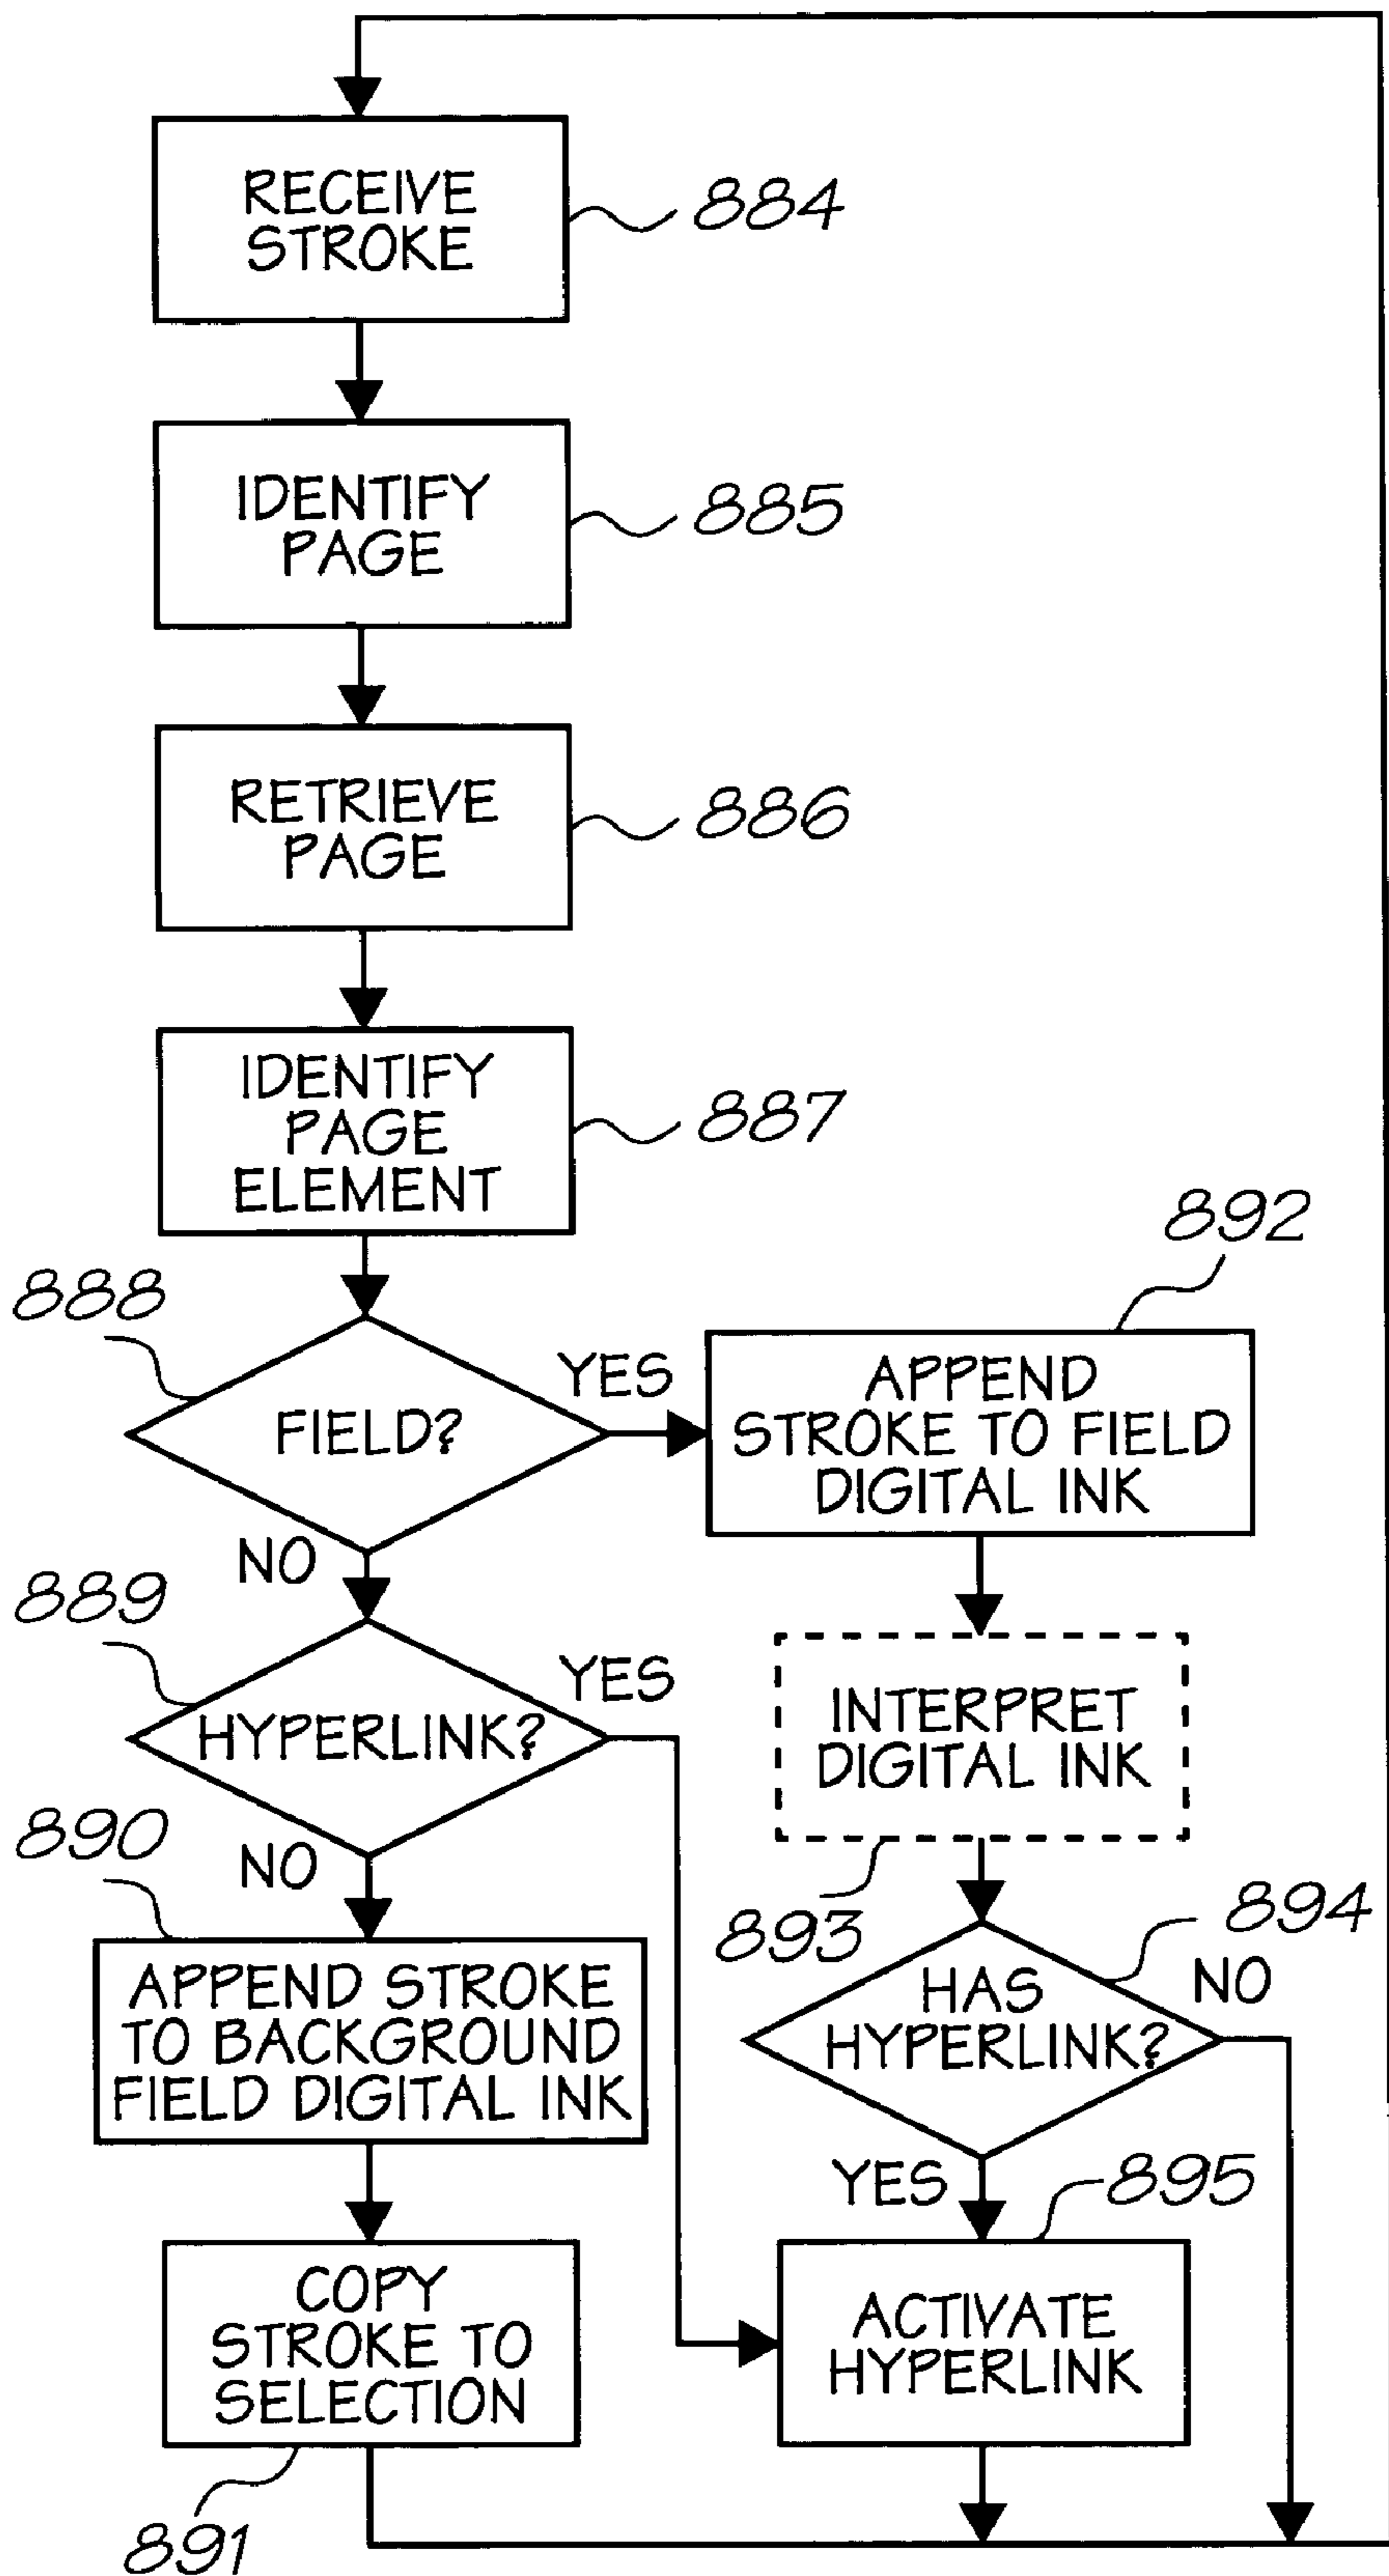 RECEIVE
STROKE
884
IDENTIFY
PAGE
885
RETRIEVE
PAGE
886
IDENTIFY
PAGE
ELEMENT
887
888
FIELD?
YES
NO
892
APPEND
STROKE TO FIELD
DIGITAL INK
889
HYPERLINK?
YES
NO
INTERPRET
DIGITAL INK
893
890
APPEND STROKE
TO BACKGROUND
FIELD DIGITAL INK
894
HAS
HYPERLINK?
NO
YES
COPY
STROKE TO
SELECTION
891
895
ACTIVATE
HYPERLINK